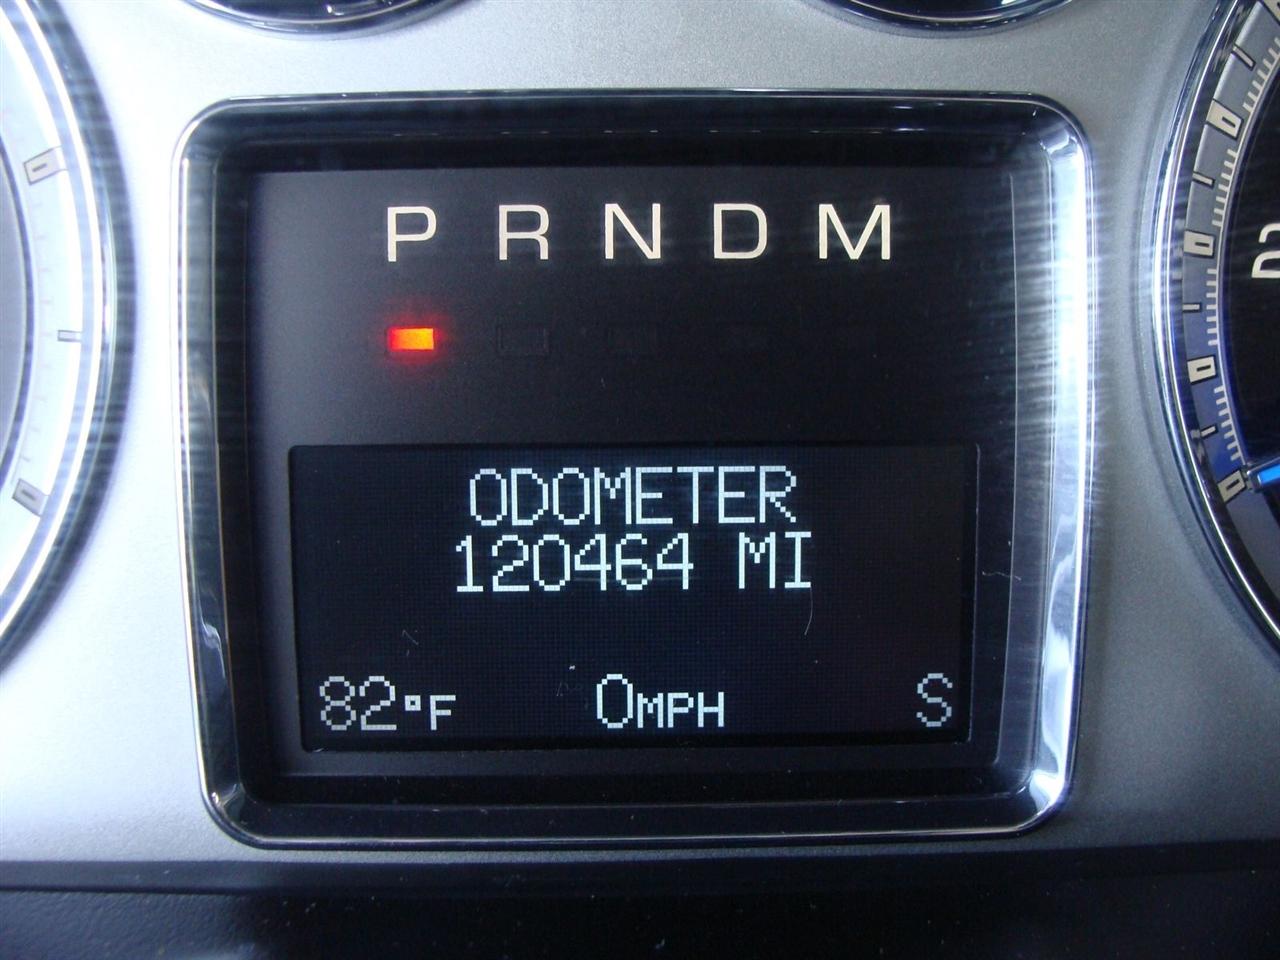 P R N D M
ODOMETER
120464 MI
82°F 0MPH S